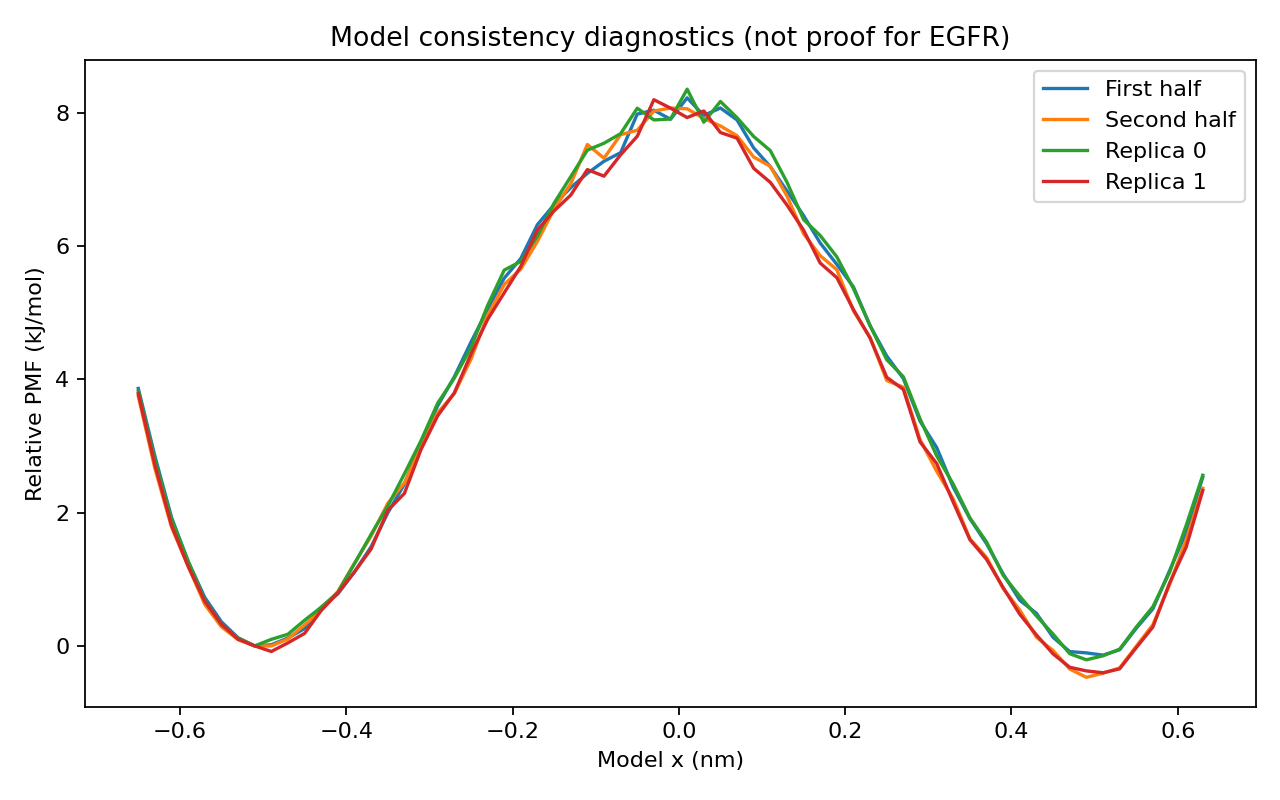 Model consistency diagnostics (not proof for EGFR)
First half
Second half
Replica 0
Replica 1
Relative PMF (kJ/mol)
8
6
4
2
0
−0.6 −0.4 −0.2 0.0 0.2 0.4 0.6
Model x (nm)